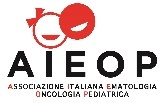 AIEOP
ASSOCIAZIONE ITALIANA EMATOLOGIA
ONCOLOGIA PEDIATRICA